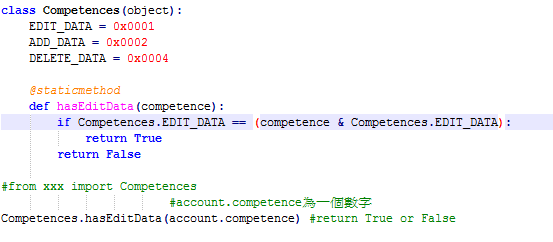 class Competences(object):
    EDIT_DATA = 0x0001
    ADD_DATA = 0x0002
    DELETE_DATA = 0x0004

    @staticmethod
    def hasEditData(competence):
        if Competences.EDIT_DATA == (competence & Competences.EDIT_DATA):
            return True
        return False

#from xxx import Competences
                        #account.competence為一個數字
Competences.hasEditData(account.competence) #return True or False